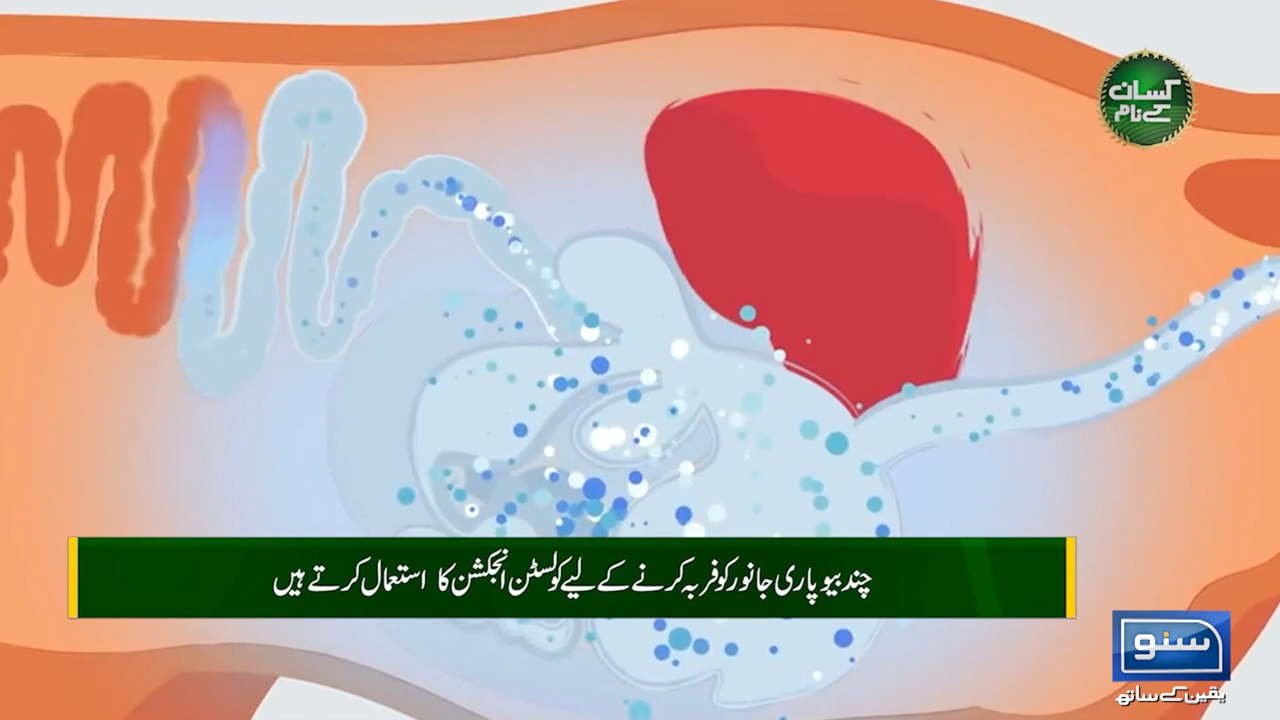 کسان
کے نام
چند بیوپاری جانور کو فربہ کرنے کے لیے کولسٹن انجکشن کا استعمال کرتے ہیں
سنو
یقین کے ساتھ